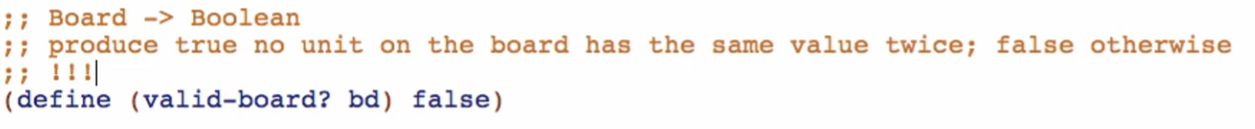 ;; Board -> Boolean
;; produce true no unit on the board has the same value twice; false otherwise
;; !!!
(define (valid-board? bd) false)